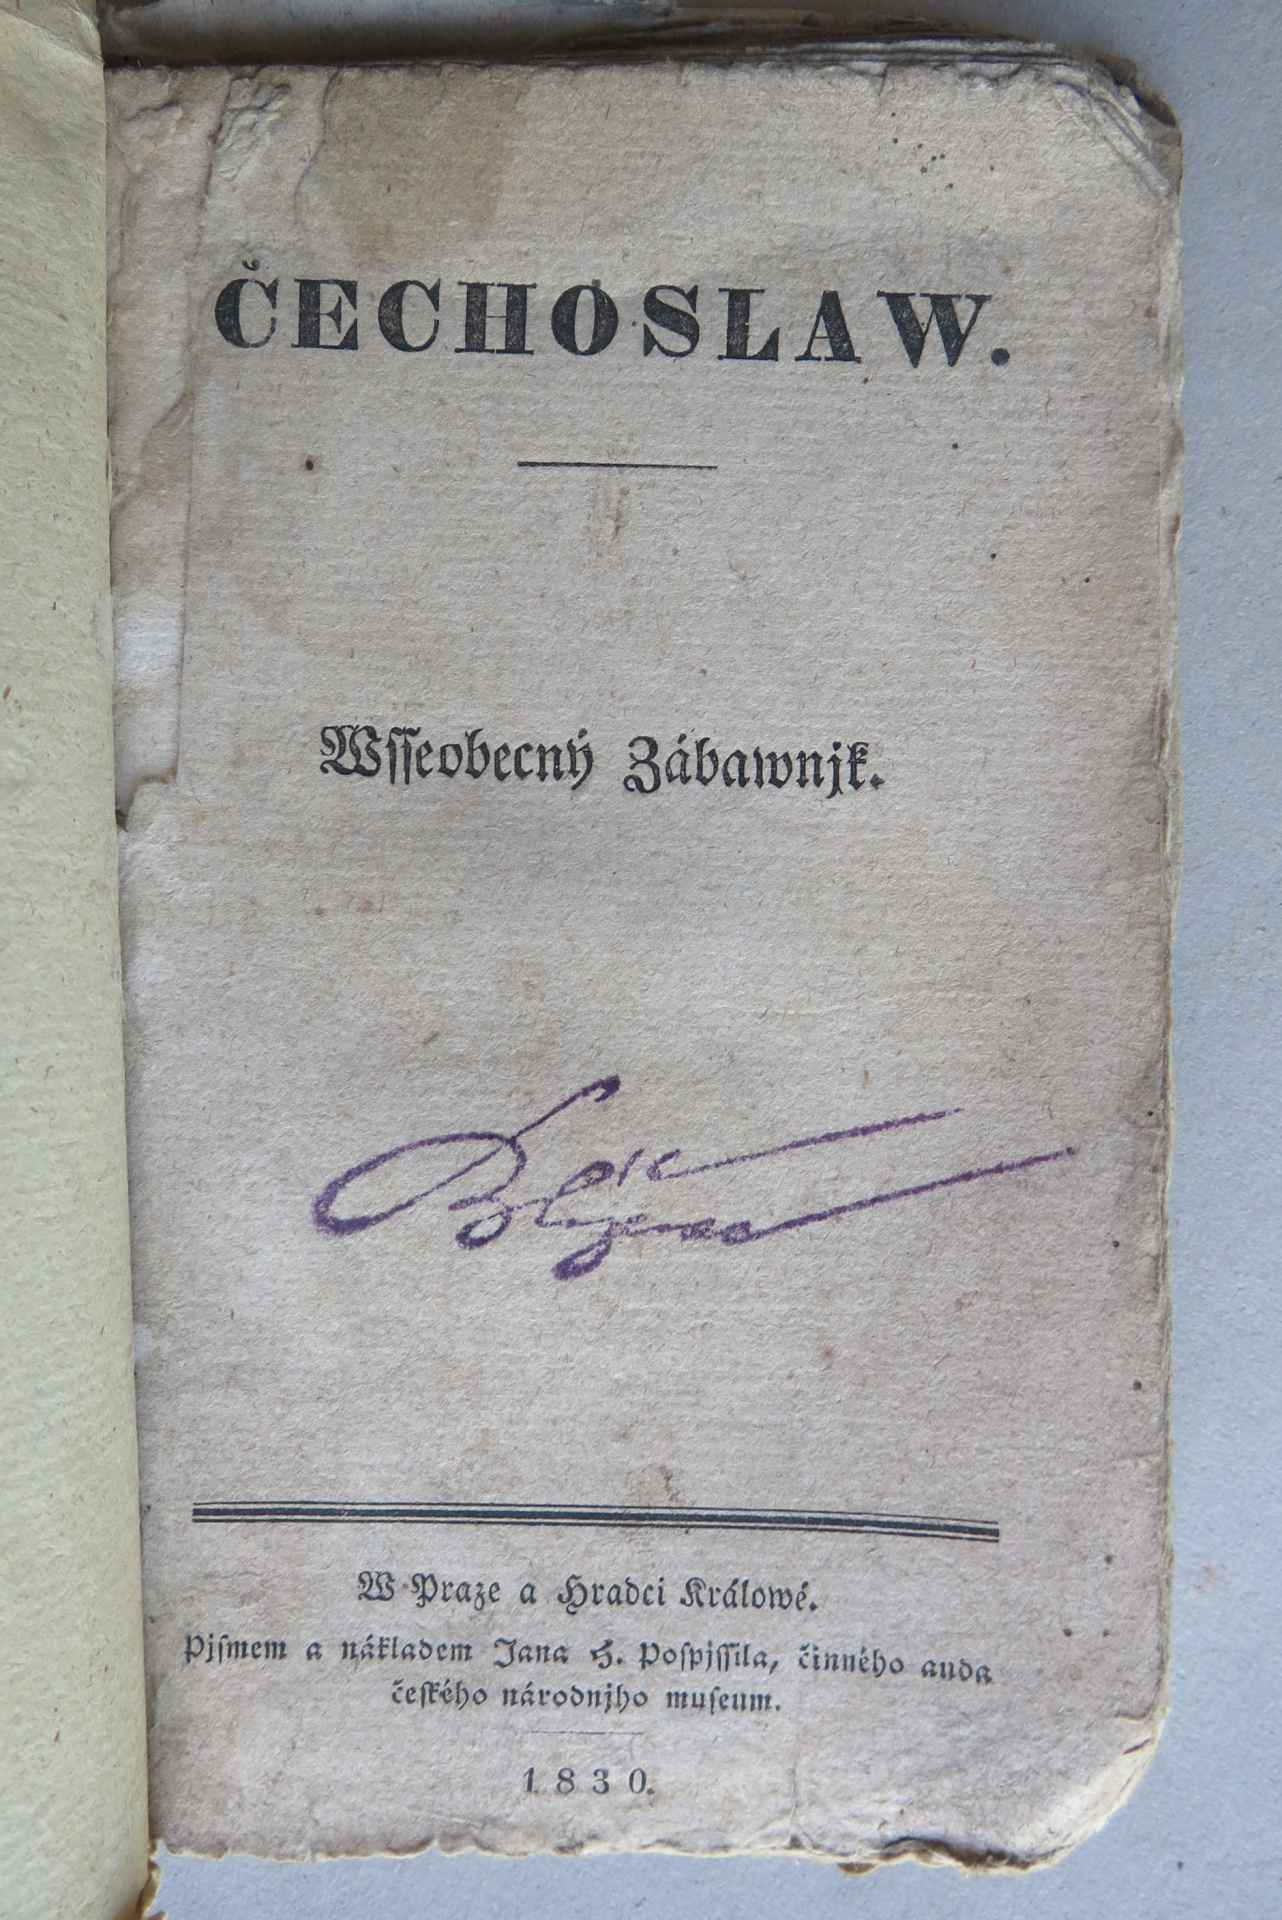 ČECHOSLAW.
Wſſeobecný Zábawnjk.
W Praze a Hradci Králowé.
Pjſmem a nákladem Jana H. Poſpjſſila, činného auda
čeſkého národnjho muſeum.
1830.